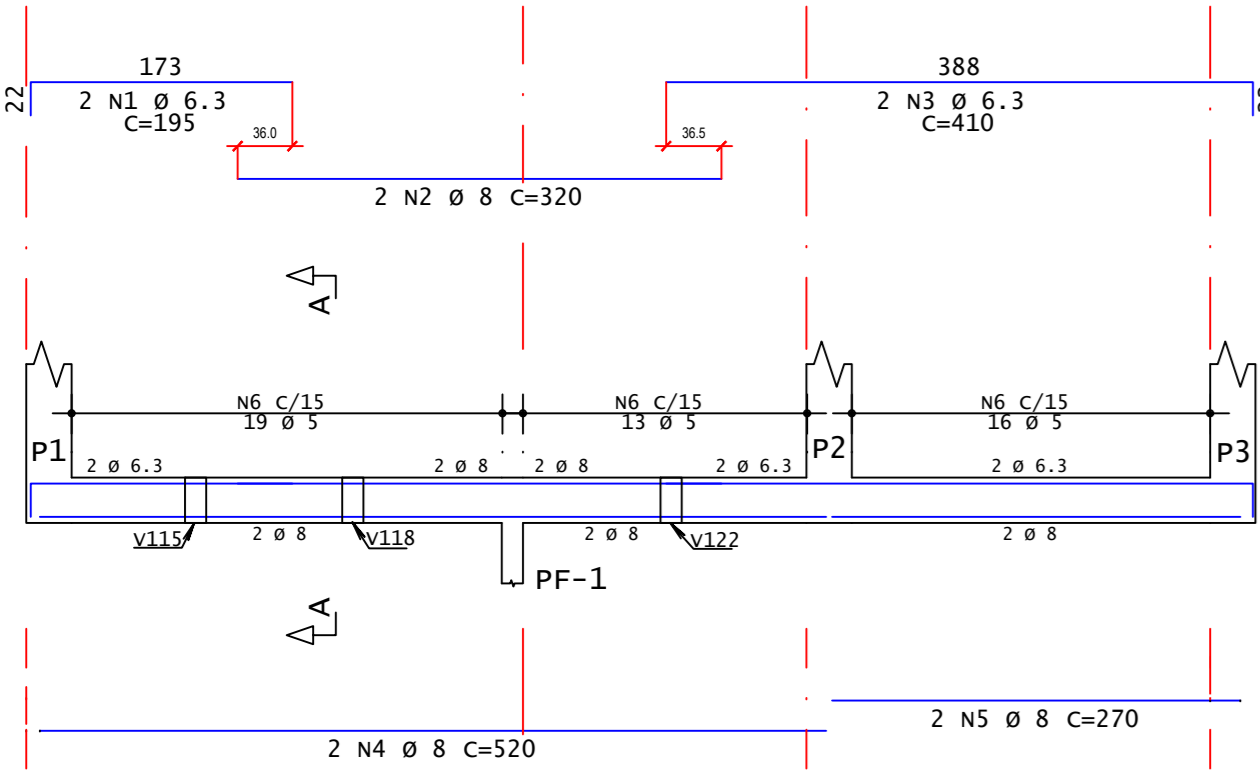 173
388
22
2 N1 Ø 6.3
C=195
2 N3 Ø 6.3
C=410
36.0
36.5
2 N2 Ø 8 C=320
A
N6 C/15
19 Ø 5
N6 C/15
13 Ø 5
N6 C/15
16 Ø 5
P1
P2
P3
2 Ø 6.3
2 Ø 8
2 Ø 8
2 Ø 6.3
2 Ø 6.3
V115
2 Ø 8
V118
2 Ø 8
V122
2 Ø 8
PF-1
A
2 N5 Ø 8 C=270
2 N4 Ø 8 C=520